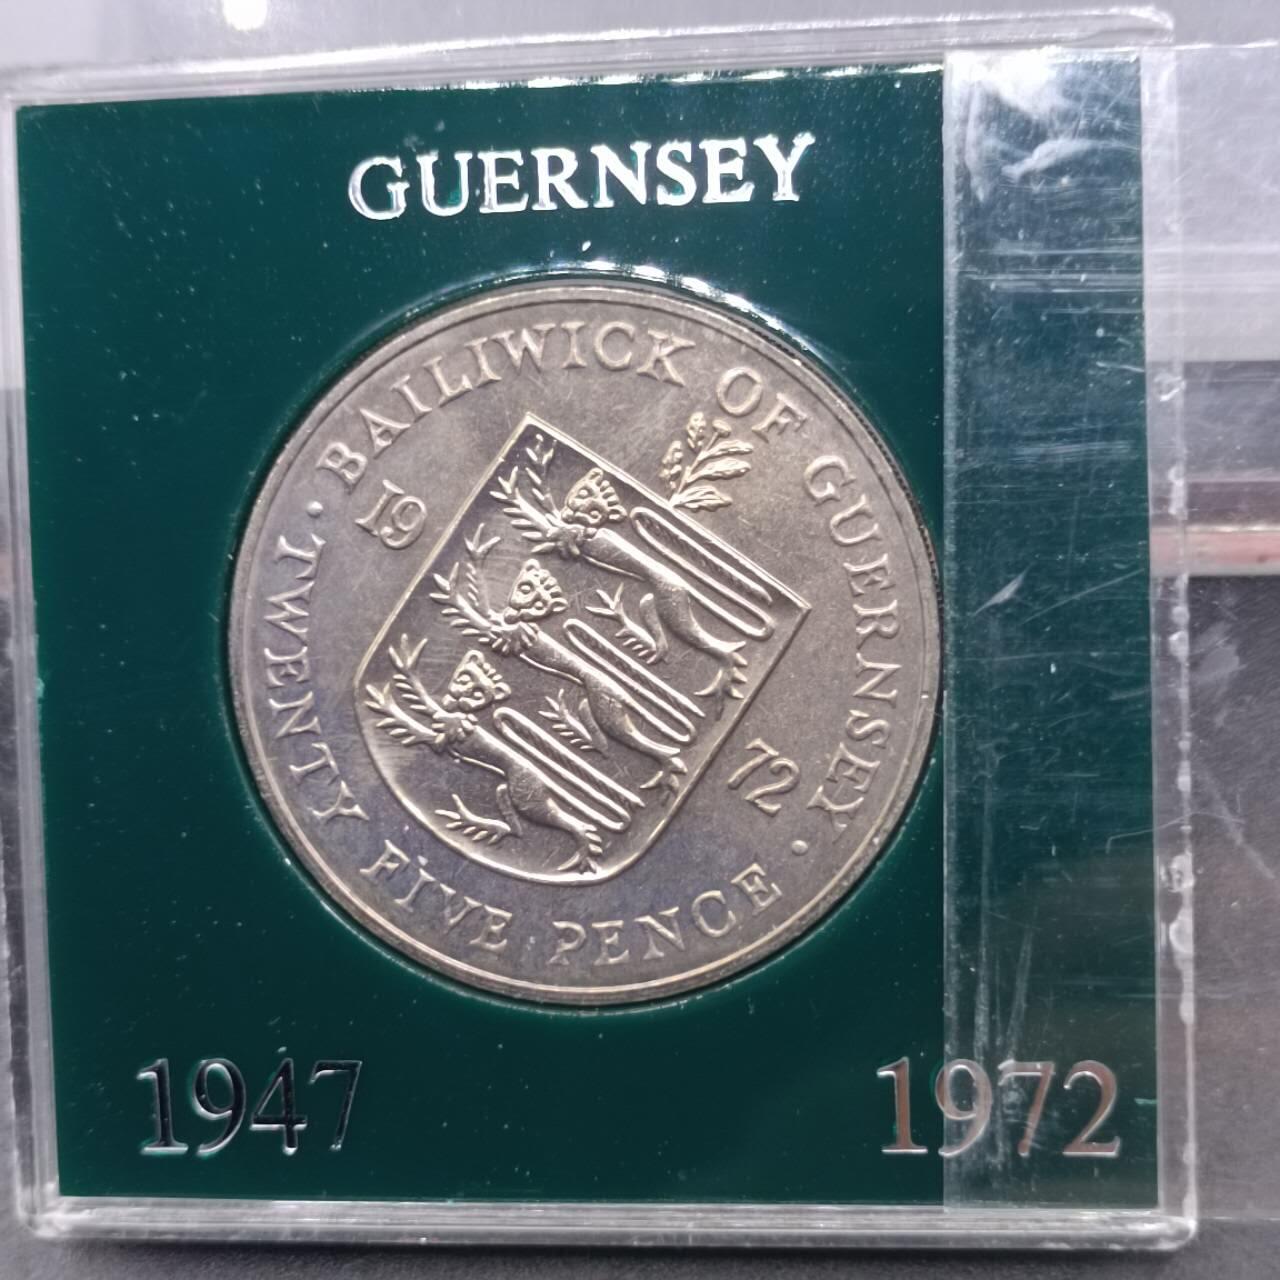 GUERNSEY
· BAILIWICK OF GUERNSEY ·
19
72
TWENTY FIVE PENCE
1947
1972